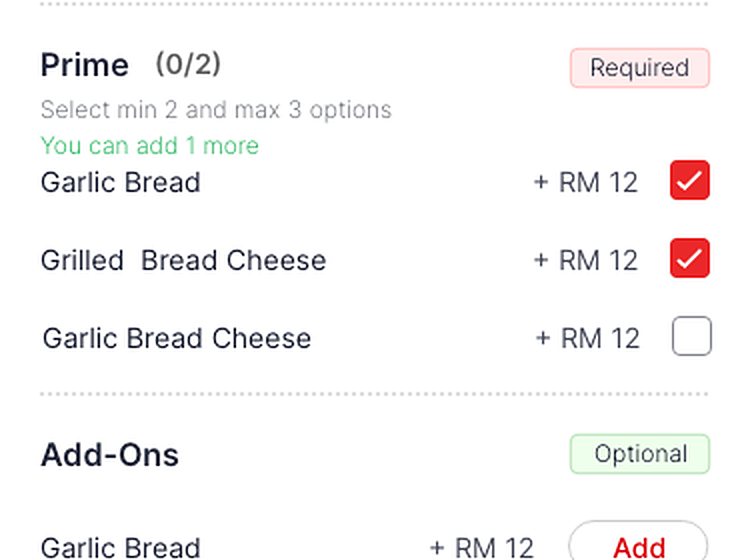 Prime (0/2) Required
Select min 2 and max 3 options
You can add 1 more
Garlic Bread + RM 12
Grilled Bread Cheese + RM 12
Garlic Bread Cheese + RM 12
Add-Ons Optional
Garlic Bread + RM 12 Add